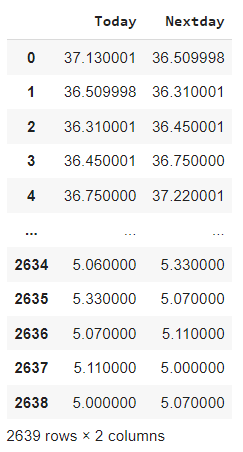 Today Nextday
0 37.130001 36.509998
1 36.509998 36.310001
2 36.310001 36.450001
3 36.450001 36.750000
4 36.750000 37.220001
... ... ...
2634 5.060000 5.330000
2635 5.330000 5.070000
2636 5.070000 5.110000
2637 5.110000 5.000000
2638 5.000000 5.070000
2639 rows × 2 columns